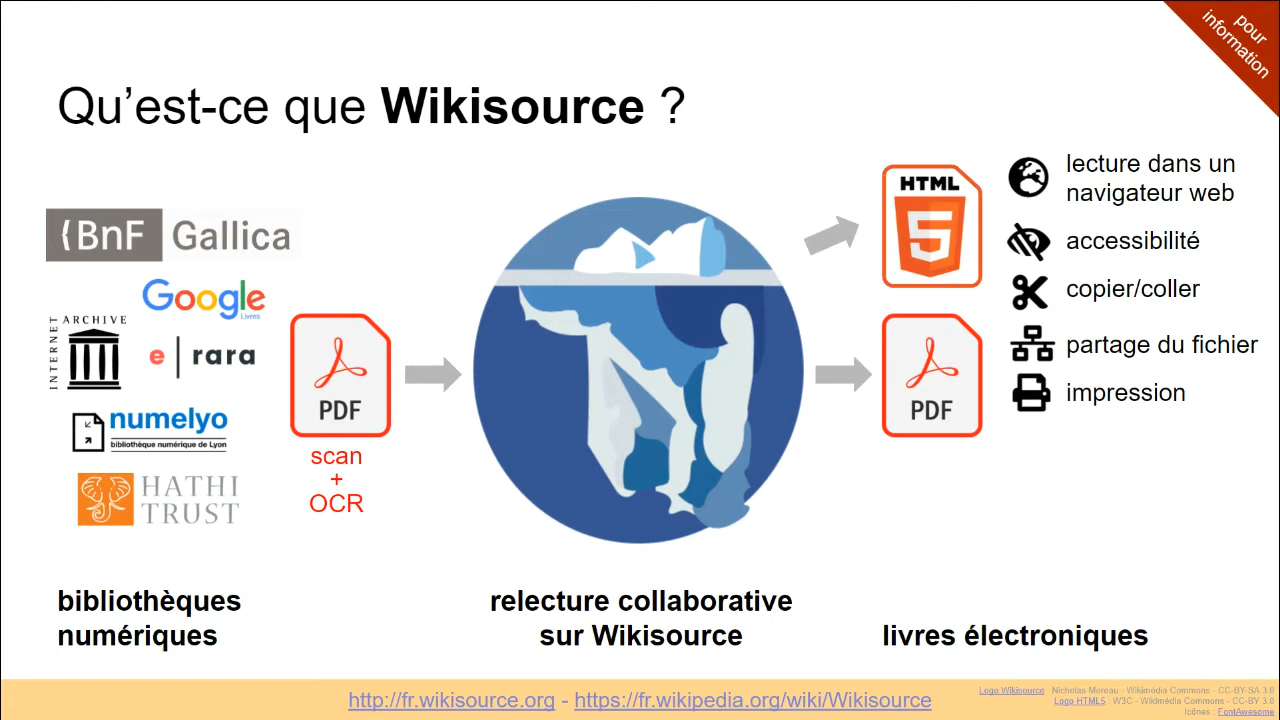 pour
information
Qu’est-ce que Wikisource ?
{BnF Gallica
Google
Livres
INTERNET ARCHIVE
e | rara
numelyo
bibliothèque numérique de Lyon
HATHI
TRUST
PDF
scan
+
OCR
HTML
5
PDF
lecture dans un
navigateur web
accessibilité
copier/coller
partage du fichier
impression
bibliothèques
numériques
relecture collaborative
sur Wikisource
livres électroniques
http://fr.wikisource.org - https://fr.wikipedia.org/wiki/Wikisource
Logo Wikisource : Nicholas Moreau - Wikimédia Commons - CC-BY-SA 3.0
Logo HTML5 : W3C - Wikimédia Commons - CC-BY 3.0
Icônes : FontAwesome